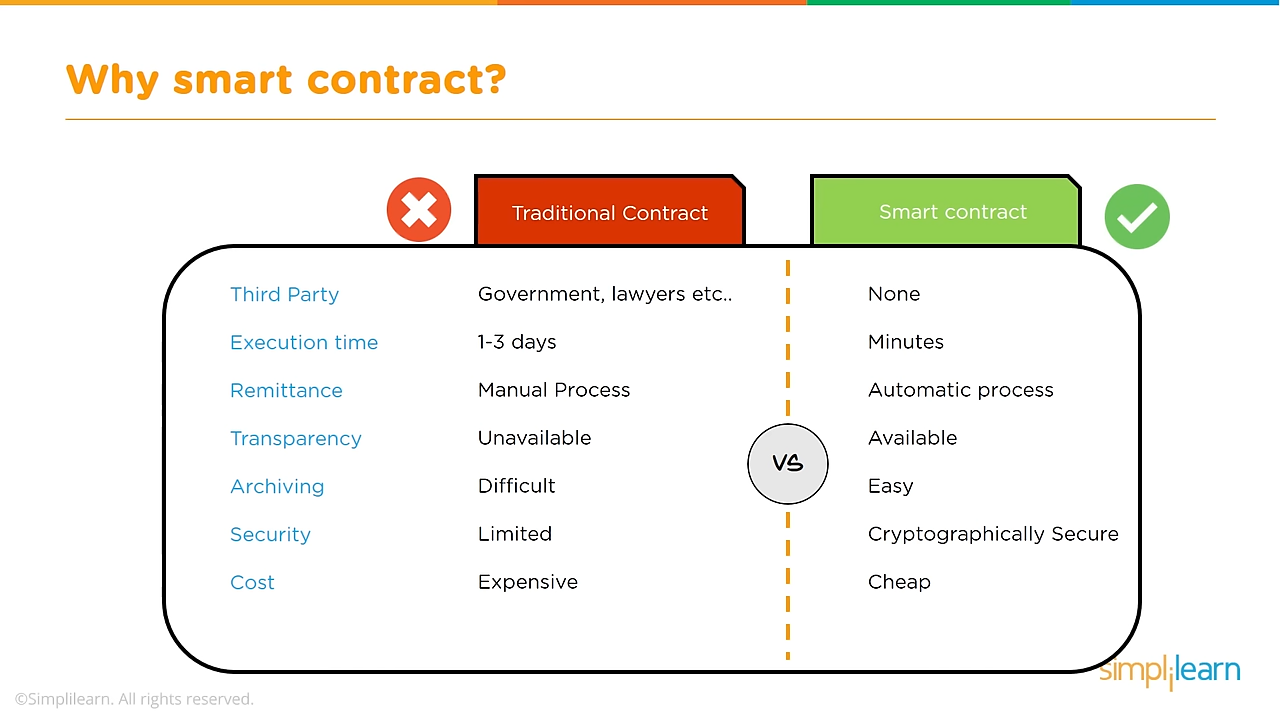 Why smart contract?
Traditional Contract Smart contract
Third Party Government, lawyers etc.. None
Execution time 1-3 days Minutes
Remittance Manual Process Automatic process
Transparency Unavailable Available
VS
Archiving Difficult Easy
Security Limited Cryptographically Secure
Cost Expensive Cheap
simplilearn
©Simplilearn. All rights reserved.